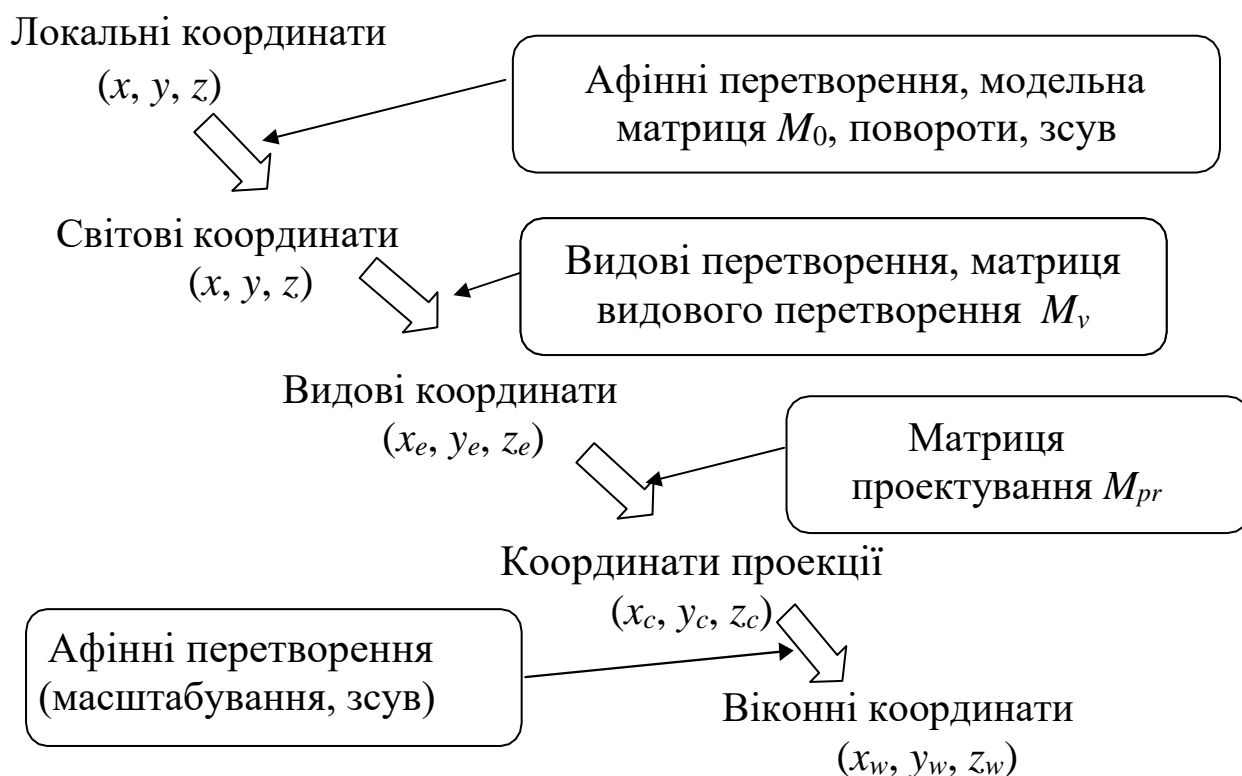 Локальні координати
(x, y, z)
Афінні перетворення, модельна
матриця M₀, повороти, зсув
Світові координати
(x, y, z)
Видові перетворення, матриця
видового перетворення Mᵥ
Видові координати
(xₑ, yₑ, zₑ)
Матриця
проектування Mpr
Координати проекції
(xc, yc, zc)
Афінні перетворення
(масштабування, зсув)
Віконні координати
(xw, yw, zw)